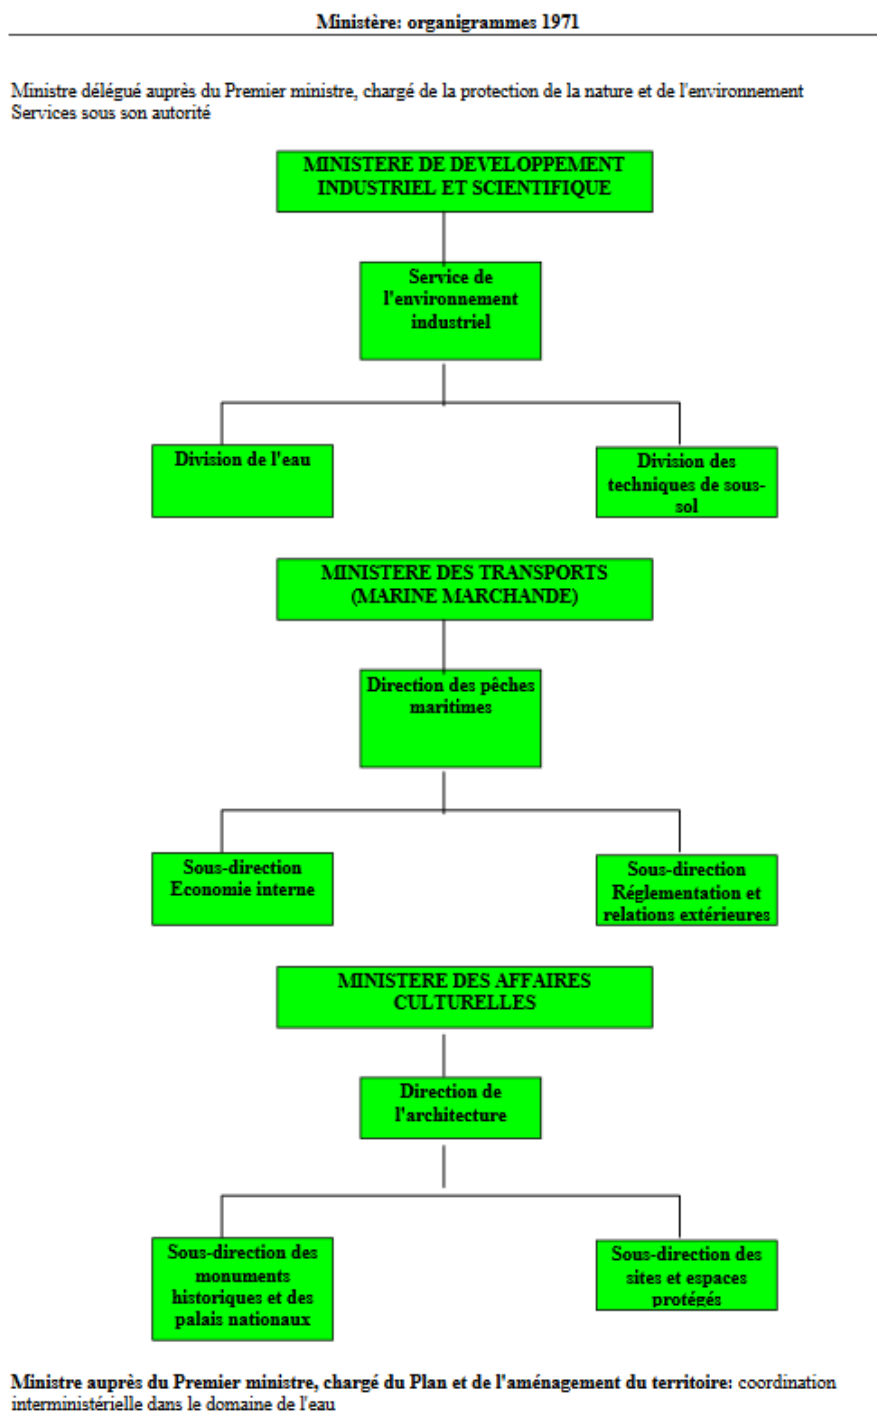 Ministère: organigrammes 1971
Ministre délégué auprès du Premier ministre, chargé de la protection de la nature et de l'environnement
Services sous son autorité
MINISTERE DE DEVELOPPEMENT
INDUSTRIEL ET SCIENTIFIQUE
Service de
l'environnement
industriel
Division de l'eau
Division des
techniques de sous-
sol
MINISTERE DES TRANSPORTS
(MARINE MARCHANDE)
Direction des pêches
maritimes
Sous-direction
Economie interne
Sous-direction
Réglementation et
relations extérieures
MINISTERE DES AFFAIRES
CULTURELLES
Direction de
l'architecture
Sous-direction des
monuments
historiques et des
palais nationaux
Sous-direction des
sites et espaces
protégés
Ministre auprès du Premier ministre, chargé du Plan et de l'aménagement du territoire: coordination
interministérielle dans le domaine de l'eau